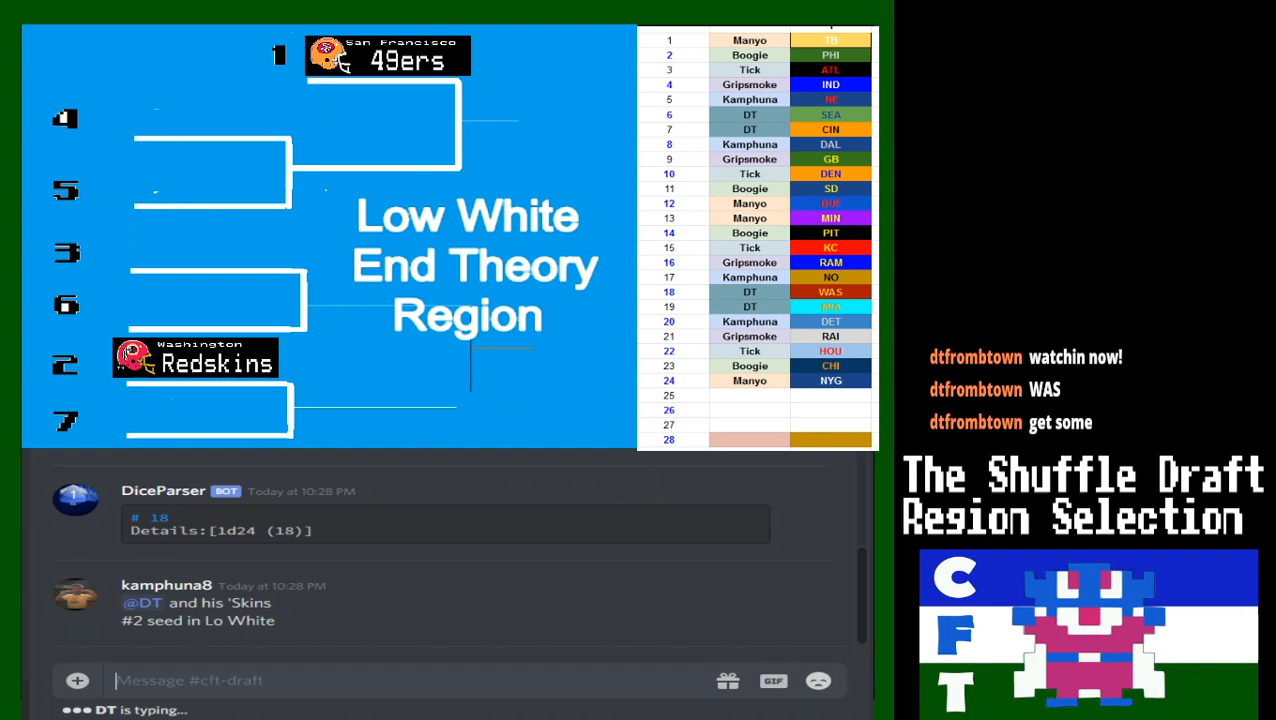 1
San Francisco
49ers
4
5
3
6
2
7
Washington
Redskins
Low White
End Theory
Region
1 Manyo TB
2 Boogie PHI
3 Tick ATL
4 Gripsmoke IND
5 Kamphuna NE
6 DT SEA
7 DT CIN
8 Kamphuna DAL
9 Gripsmoke GB
10 Tick DEN
11 Boogie SD
12 Manyo BUF
13 Manyo MIN
14 Boogie PIT
15 Tick KC
16 Gripsmoke RAM
17 Kamphuna NO
18 DT WAS
19 DT MIA
20 Kamphuna DET
21 Gripsmoke RAI
22 Tick HOU
23 Boogie CHI
24 Manyo NYG
25
26
27
28
DiceParser BOT Today at 10:28 PM
# 18
Details:[1d24 (18)]
kamphuna8 Today at 10:28 PM
@DT and his 'Skins
#2 seed in Lo White
Message #cft-draft
GIF
DT is typing...
dtfrombtown watchin now!
dtfrombtown WAS
dtfrombtown get some
The Shuffle Draft
Region Selection
C
F
T